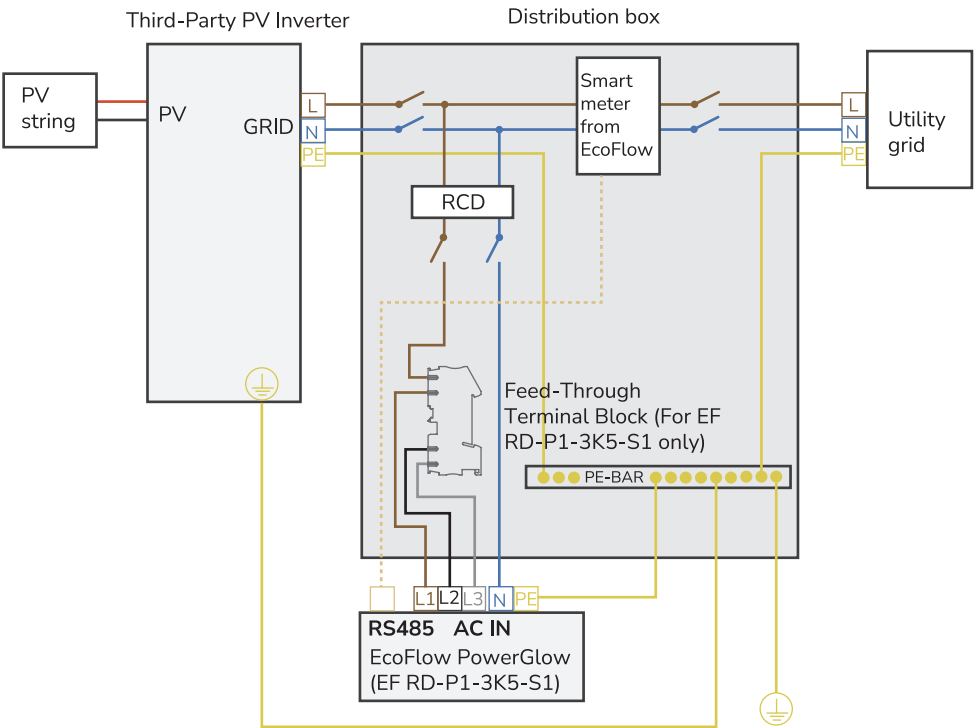 Third-Party PV Inverter
Distribution box
PV
string
PV
GRID
L
N
PE
Smart
meter
from
EcoFlow
L
N
PE
Utility
grid
RCD
Feed-Through
Terminal Block (For EF
RD-P1-3K5-S1 only)
PE-BAR
L1
L2
L3
N
PE
RS485 AC IN
EcoFlow PowerGlow
(EF RD-P1-3K5-S1)